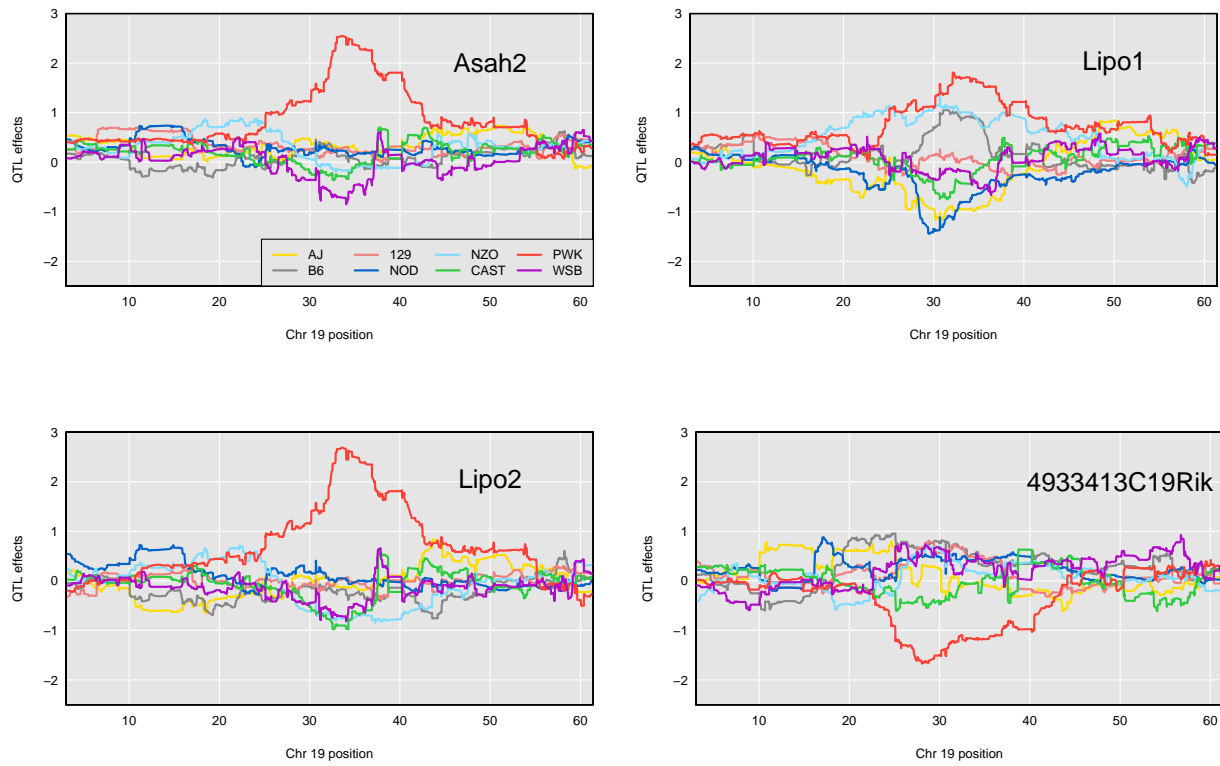 3
2
1
0
−1
−2
QTL effects
Asah2
AJ 129 NZO PWK
B6 NOD CAST WSB
10 20 30 40 50 60
Chr 19 position
3
2
1
0
−1
−2
QTL effects
Lipo1
10 20 30 40 50 60
Chr 19 position
3
2
1
0
−1
−2
QTL effects
Lipo2
10 20 30 40 50 60
Chr 19 position
3
2
1
0
−1
−2
QTL effects
4933413C19Rik
10 20 30 40 50 60
Chr 19 position